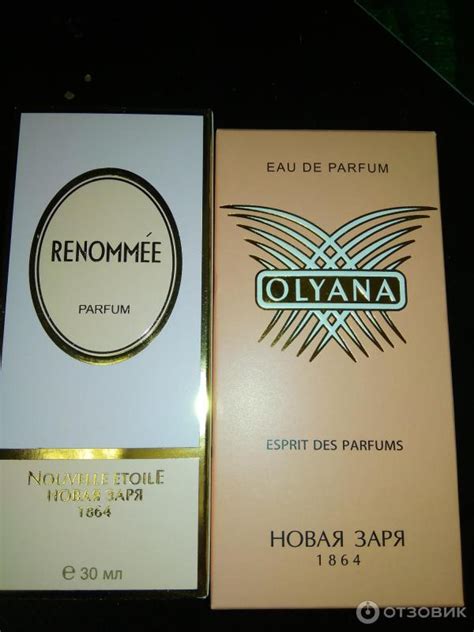 RENOMMÉE
PARFUM
NOUVELLE ETOILE
НОВАЯ ЗАРЯ
1864
℮ 30 МЛ
EAU DE PARFUM
OLYANA
ESPRIT DES PARFUMS
НОВАЯ ЗАРЯ
1864
ОТЗОВИК